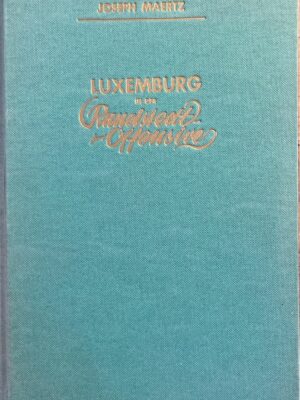 JOSEPH MAERTZ
LUXEMBURG
IN DER
Rundstedt-
Offensive